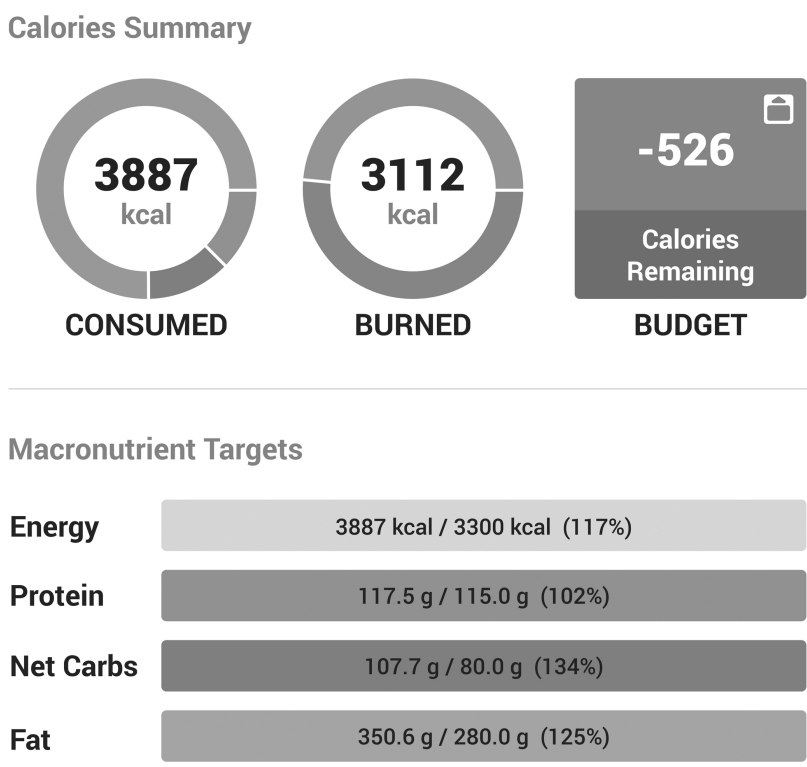 Calories Summary
3887
kcal
CONSUMED
3112
kcal
BURNED
-526
Calories
Remaining
BUDGET
Macronutrient Targets
Energy 3887 kcal / 3300 kcal (117%)
Protein 117.5 g / 115.0 g (102%)
Net Carbs 107.7 g / 80.0 g (134%)
Fat 350.6 g / 280.0 g (125%)